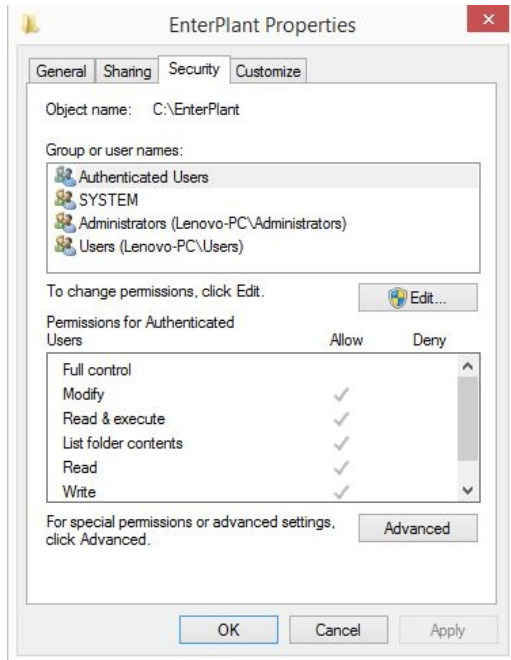 EnterPlant Properties
General Sharing Security Customize
Object name: C:\EnterPlant
Group or user names:
Authenticated Users
SYSTEM
Administrators (Lenovo-PC\Administrators)
Users (Lenovo-PC\Users)
To change permissions, click Edit.
Edit...
Permissions for Authenticated
Users Allow Deny
Full control
Modify
Read & execute
List folder contents
Read
Write
For special permissions or advanced settings,
click Advanced.
Advanced
OK Cancel Apply